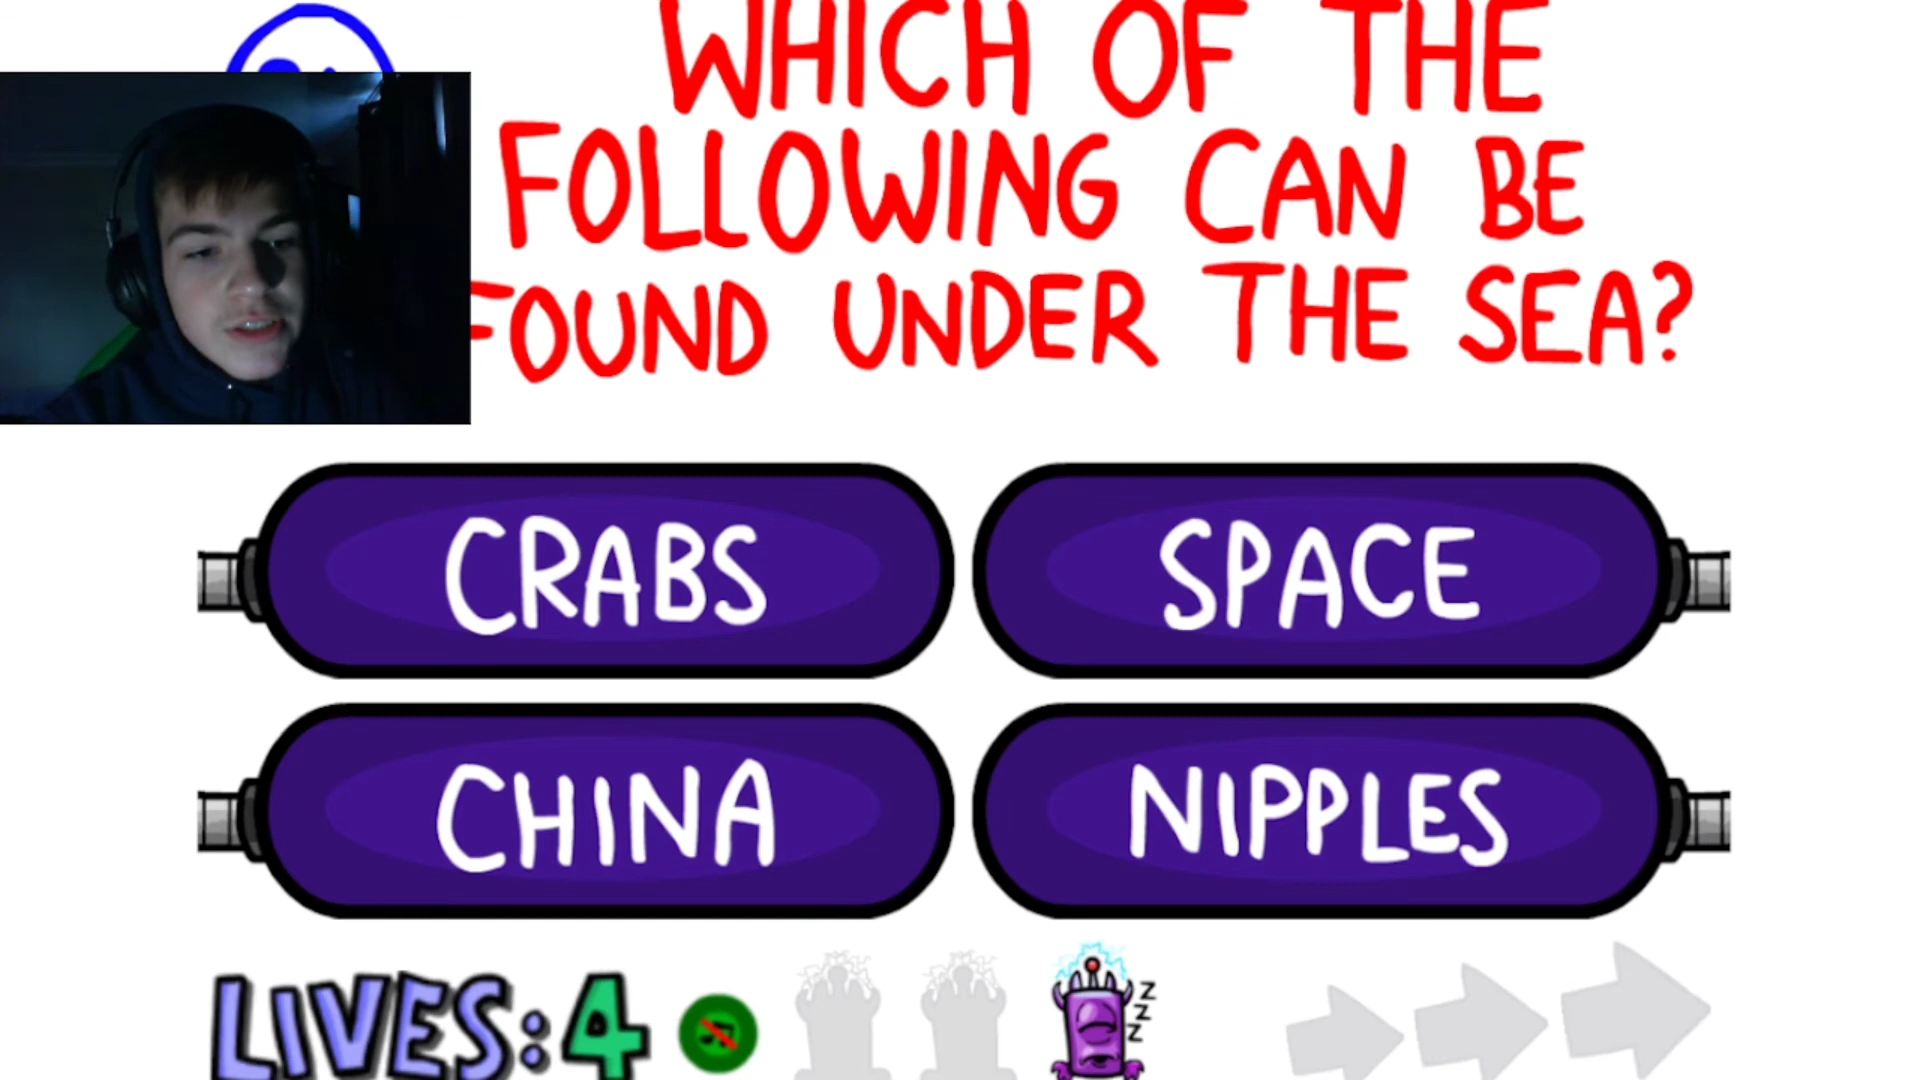 WHICH OF THE
FOLLOWING CAN BE
FOUND UNDER THE SEA?
CRABS
SPACE
CHINA
NIPPLES
LIVES: 4
Z
Z
Z